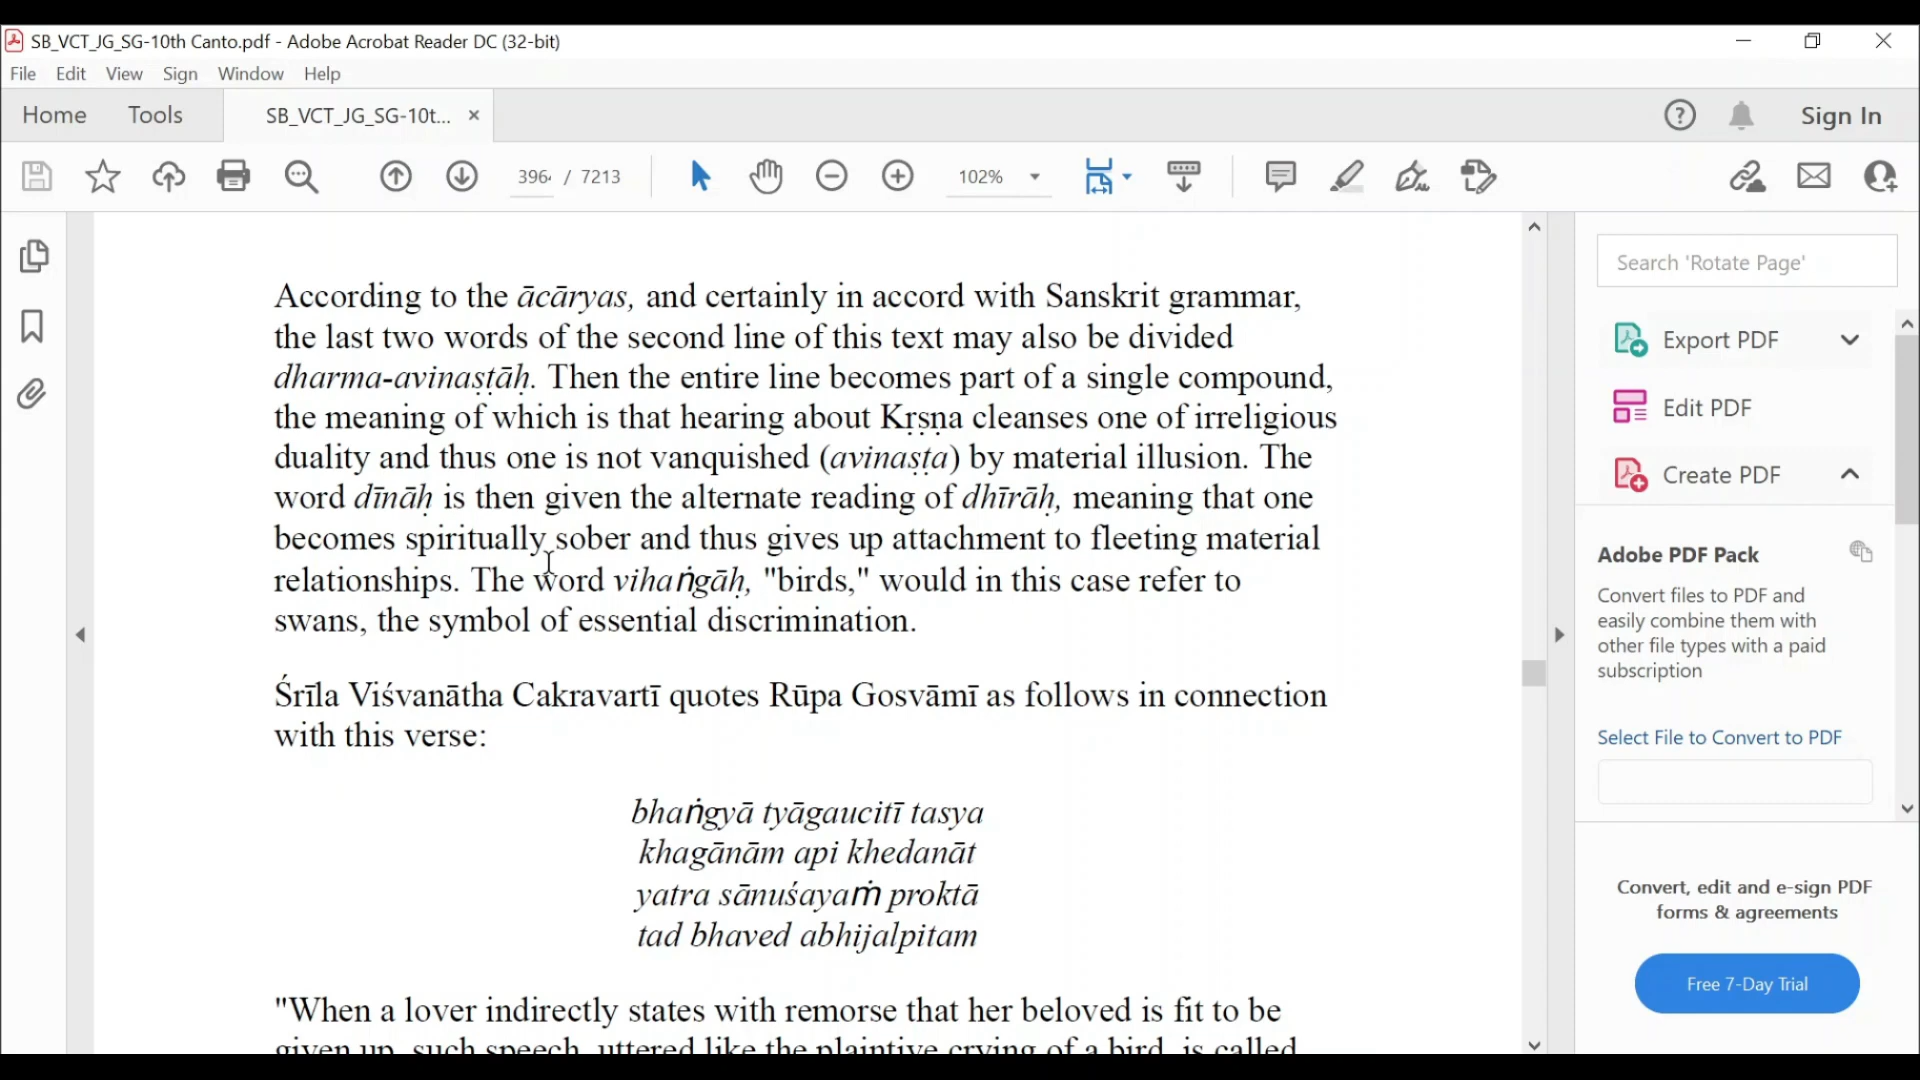 SB_VCT_JG_SG-10th Canto.pdf - Adobe Acrobat Reader DC (32-bit)
File Edit View Sign Window Help
Home Tools SB_VCT_JG_SG-10t... × Sign In
396 / 7213 102%
Search 'Rotate Page'
Export PDF
Edit PDF
Create PDF
Adobe PDF Pack
Convert files to PDF and
easily combine them with
other file types with a paid
subscription
Select File to Convert to PDF
Convert, edit and e-sign PDF
forms & agreements
Free 7-Day Trial
According to the ācāryas, and certainly in accord with Sanskrit grammar,
the last two words of the second line of this text may also be divided
dharma-avinaṣṭāḥ. Then the entire line becomes part of a single compound,
the meaning of which is that hearing about Kṛṣṇa cleanses one of irreligious
duality and thus one is not vanquished (avinaṣṭa) by material illusion. The
word dīnāḥ is then given the alternate reading of dhīrāḥ, meaning that one
becomes spiritually sober and thus gives up attachment to fleeting material
relationships. The word vihaṅgāḥ, "birds," would in this case refer to
swans, the symbol of essential discrimination.
Śrīla Viśvanātha Cakravartī quotes Rūpa Gosvāmī as follows in connection
with this verse:
bhaṅgyā tyāgaucitī tasya
khagānām api khedanāt
yatra sānuśayaṁ proktā
tad bhaved abhijalpitam
"When a lover indirectly states with remorse that her beloved is fit to be
given up, such speech, uttered like the plaintive crying of a bird, is called